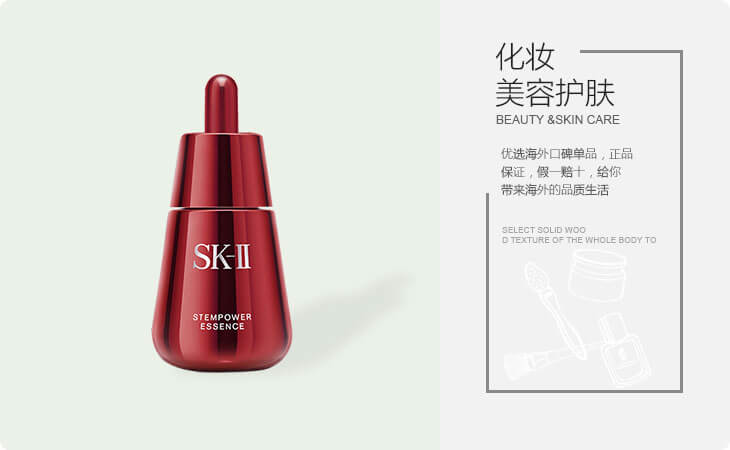 SK-II
STEMPOWER
ESSENCE
化妆
美容护肤
BEAUTY &SKIN CARE
优选海外口碑单品，正品
保证，假一赔十，给你
带来海外的品质生活
SELECT SOLID WOO
D TEXTURE OF THE WHOLE BODY TO